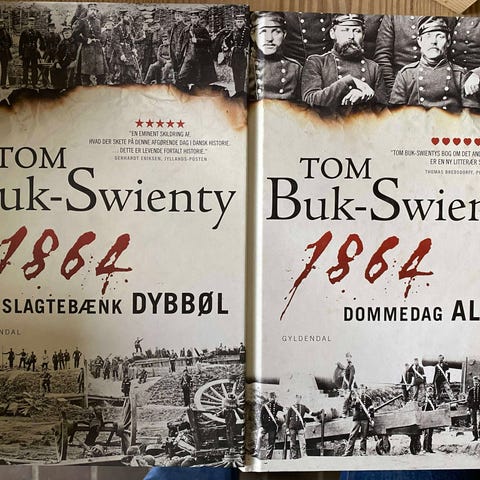 ★★★★★
"EN EMINENT SKILDRING AF,
HVAD DER SKETE PÅ DENNE AFGØRENDE DAG I DANSK HISTORIE.
... DETTE ER LEVENDE FORTALT HISTORIE."
GERHARDT ERIKSEN, JYLLANDS-POSTEN
TOM
uk-Swienty
1864
SLAGTEBÆNK DYBBØL
NDAL
♥♥♥♥♥
"TOM BUK-SWIENTYS BOG OM DET AND
ER EN NY LITTERÆR S
THOMAS BREDSDORFF, P
TOM
Buk-Swien
1864
DOMMEDAG AL
GYLDENDAL